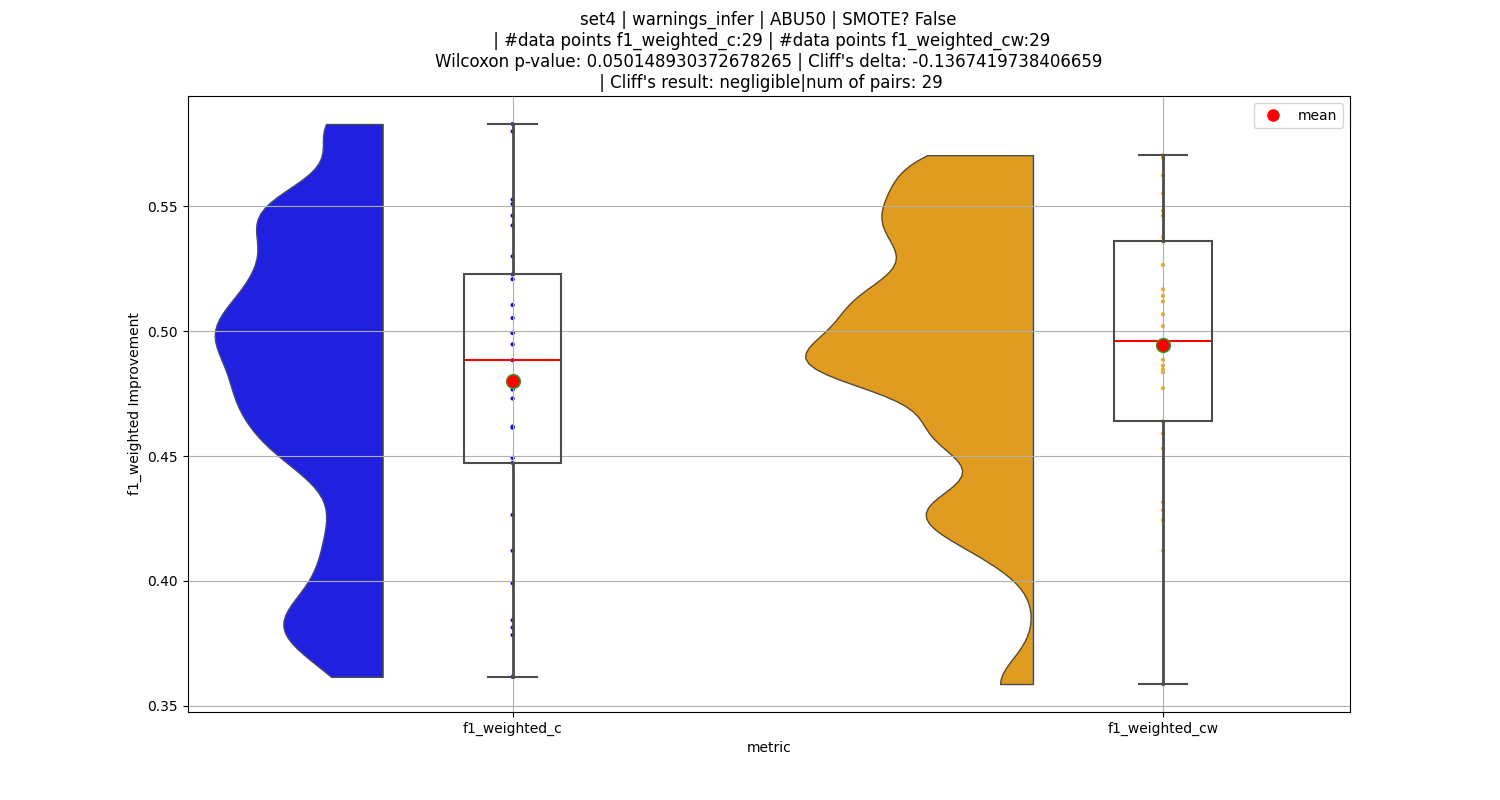 set4 | warnings_infer | ABU50 | SMOTE? False
| #data points f1_weighted_c:29 | #data points f1_weighted_cw:29
Wilcoxon p-value: 0.050148930372678265 | Cliff's delta: -0.1367419738406659
| Cliff's result: negligible|num of pairs: 29
mean
0.55
0.50
0.45
0.40
0.35
f1_weighted Improvement
f1_weighted_c
f1_weighted_cw
metric